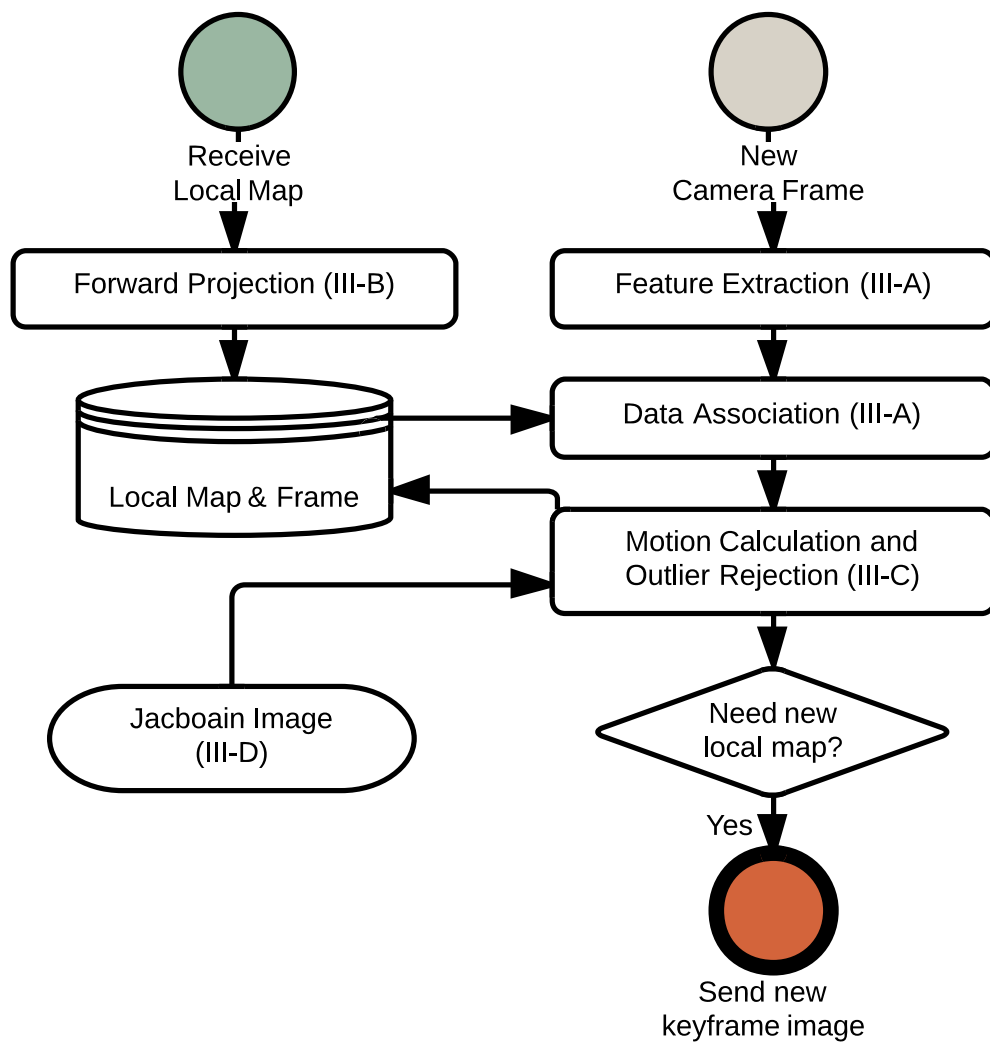 Receive
Local Map
New
Camera Frame
Forward Projection (III-B)
Feature Extraction (III-A)
Data Association (III-A)
Local Map & Frame
Motion Calculation and
Outlier Rejection (III-C)
Jacboain Image
(III-D)
Need new
local map?
Yes
Send new
keyframe image